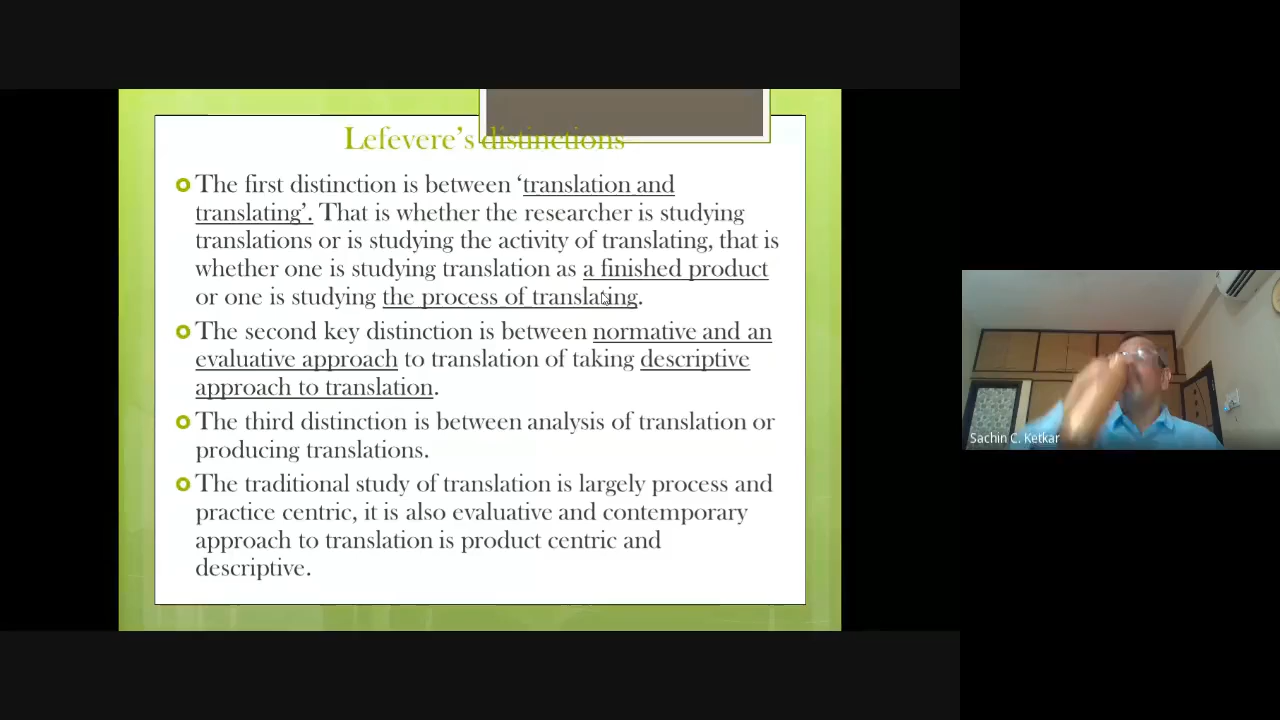 Lefevere's distinctions
The first distinction is between ‘translation and
translating’. That is whether the researcher is studying
translations or is studying the activity of translating, that is
whether one is studying translation as a finished product
or one is studying the process of translating.
The second key distinction is between normative and an
evaluative approach to translation of taking descriptive
approach to translation.
The third distinction is between analysis of translation or
producing translations.
The traditional study of translation is largely process and
practice centric, it is also evaluative and contemporary
approach to translation is product centric and
descriptive.
Sachin C. Ketkar